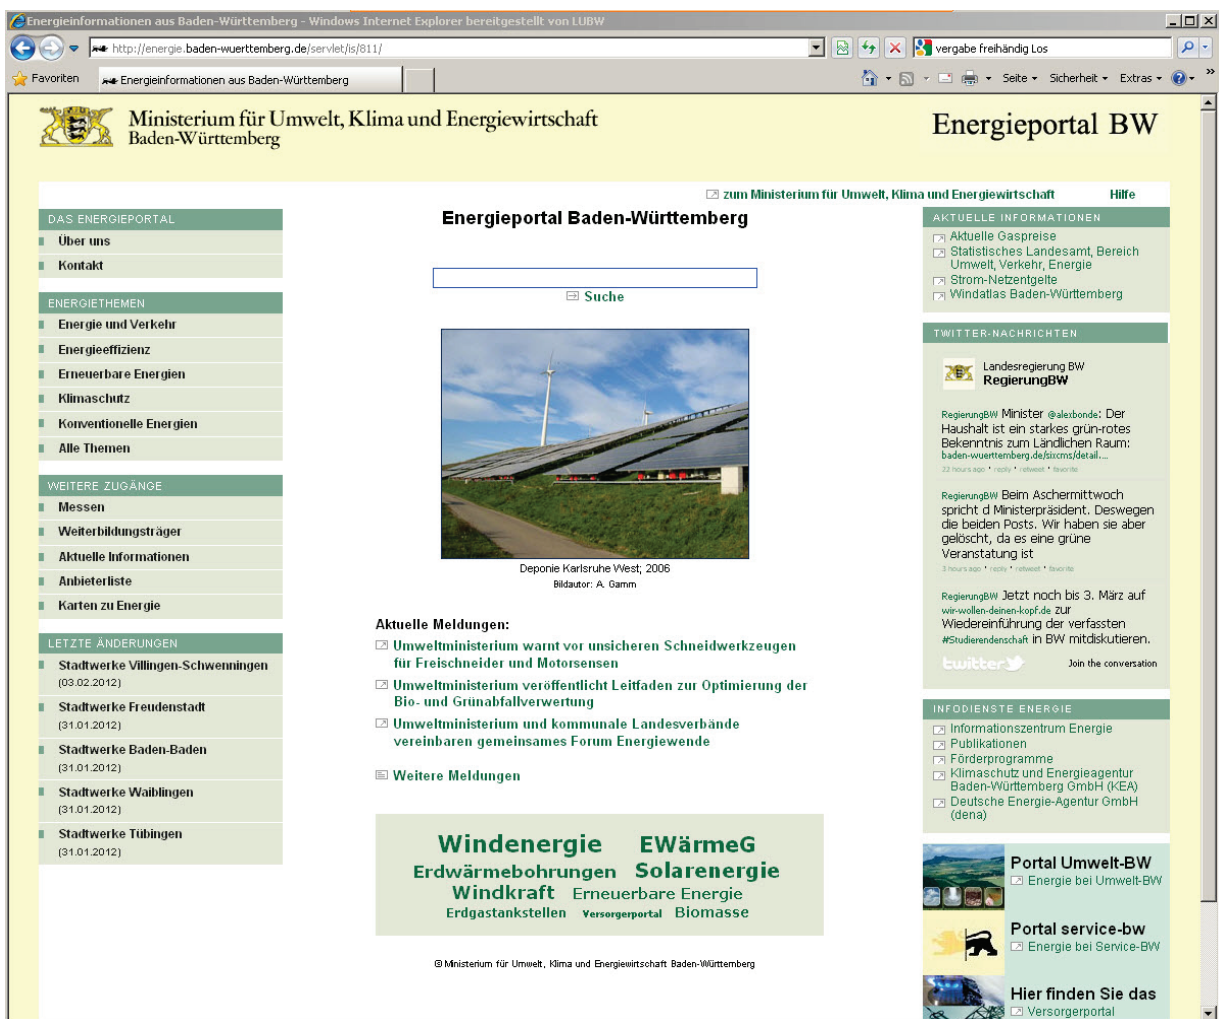 Energieinformationen aus Baden-Württemberg - Windows Internet Explorer bereitgestellt von LUBW
http://energie.baden-wuerttemberg.de/servlet/is/811/
vergabe freihändig Los
Favoriten
Energieinformationen aus Baden-Württemberg
Seite
Sicherheit
Extras
Ministerium für Umwelt, Klima und Energiewirtschaft
Baden-Württemberg
Energieportal BW
zum Ministerium für Umwelt, Klima und Energiewirtschaft
Hilfe
DAS ENERGIEPORTAL
Über uns
Kontakt
ENERGIETHEMEN
Energie und Verkehr
Energieeffizienz
Erneuerbare Energien
Klimaschutz
Konventionelle Energien
Alle Themen
WEITERE ZUGÄNGE
Messen
Weiterbildungsträger
Aktuelle Informationen
Anbieterliste
Karten zu Energie
LETZTE ÄNDERUNGEN
Stadtwerke Villingen-Schwenningen
(03.02.2012)
Stadtwerke Freudenstadt
(31.01.2012)
Stadtwerke Baden-Baden
(31.01.2012)
Stadtwerke Waiblingen
(31.01.2012)
Stadtwerke Tübingen
(31.01.2012)
Energieportal Baden-Württemberg
Suche
Deponie Karlsruhe West; 2006
Bildautor: A. Gamm
Aktuelle Meldungen:
Umweltministerium warnt vor unsicheren Schneidwerkzeugen
für Freischneider und Motorsensen
Umweltministerium veröffentlicht Leitfaden zur Optimierung der
Bio- und Grünabfallverwertung
Umweltministerium und kommunale Landesverbände
vereinbaren gemeinsames Forum Energiewende
Weitere Meldungen
Windenergie EWärmeG
Erdwärmebohrungen Solarenergie
Windkraft Erneuerbare Energie
Erdgastankstellen Versorgerportal Biomasse
© Ministerium für Umwelt, Klima und Energiewirtschaft Baden-Württemberg
AKTUELLE INFORMATIONEN
Aktuelle Gaspreise
Statistisches Landesamt, Bereich
Umwelt, Verkehr, Energie
Strom-Netzentgelte
Windatlas Baden-Württemberg
TWITTER-NACHRICHTEN
Landesregierung BW
RegierungBW
RegierungBW Minister @alexbonde: Der
Haushalt ist ein starkes grün-rotes
Bekenntnis zum Ländlichen Raum:
baden-wuerttemberg.de/sixcms/detail....
22 hours ago · reply · retweet · favorite
RegierungBW Beim Aschermittwoch
spricht d Ministerpräsident. Deswegen
die beiden Posts. Wir haben sie aber
gelöscht, da es eine grüne
Veranstatung ist
3 hours ago · reply · retweet · favorite
RegierungBW Jetzt noch bis 3. März auf
wir-wollen-deinen-kopf.de zur
Wiedereinführung der verfassten
#Studierendenschaft in BW mitdiskutieren.
twitter
Join the conversation
INFODIENSTE ENERGIE
Informationszentrum Energie
Publikationen
Förderprogramme
Klimaschutz und Energieagentur
Baden-Württemberg GmbH (KEA)
Deutsche Energie-Agentur GmbH
(dena)
Portal Umwelt-BW
Energie bei Umwelt-BW
Portal service-bw
Energie bei Service-BW
Hier finden Sie das
Versorgerportal